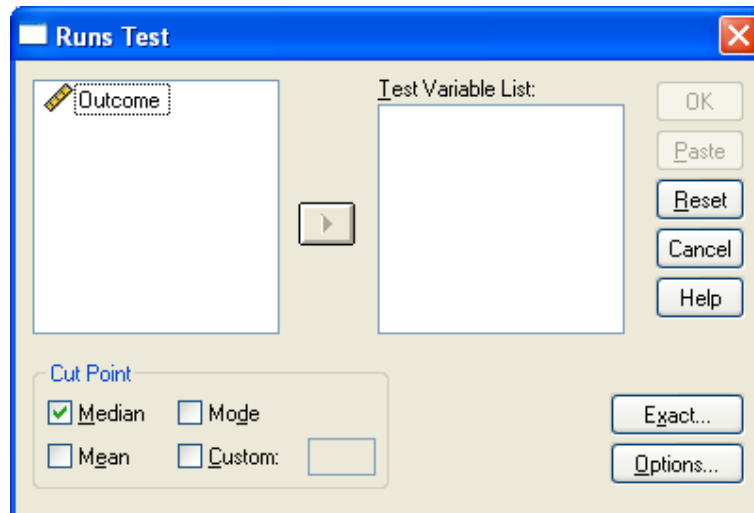 Runs Test
Outcome
Test Variable List:
OK
Paste
Reset
Cancel
Help
Cut Point
Median Mode
Mean Custom:
Exact...
Options...